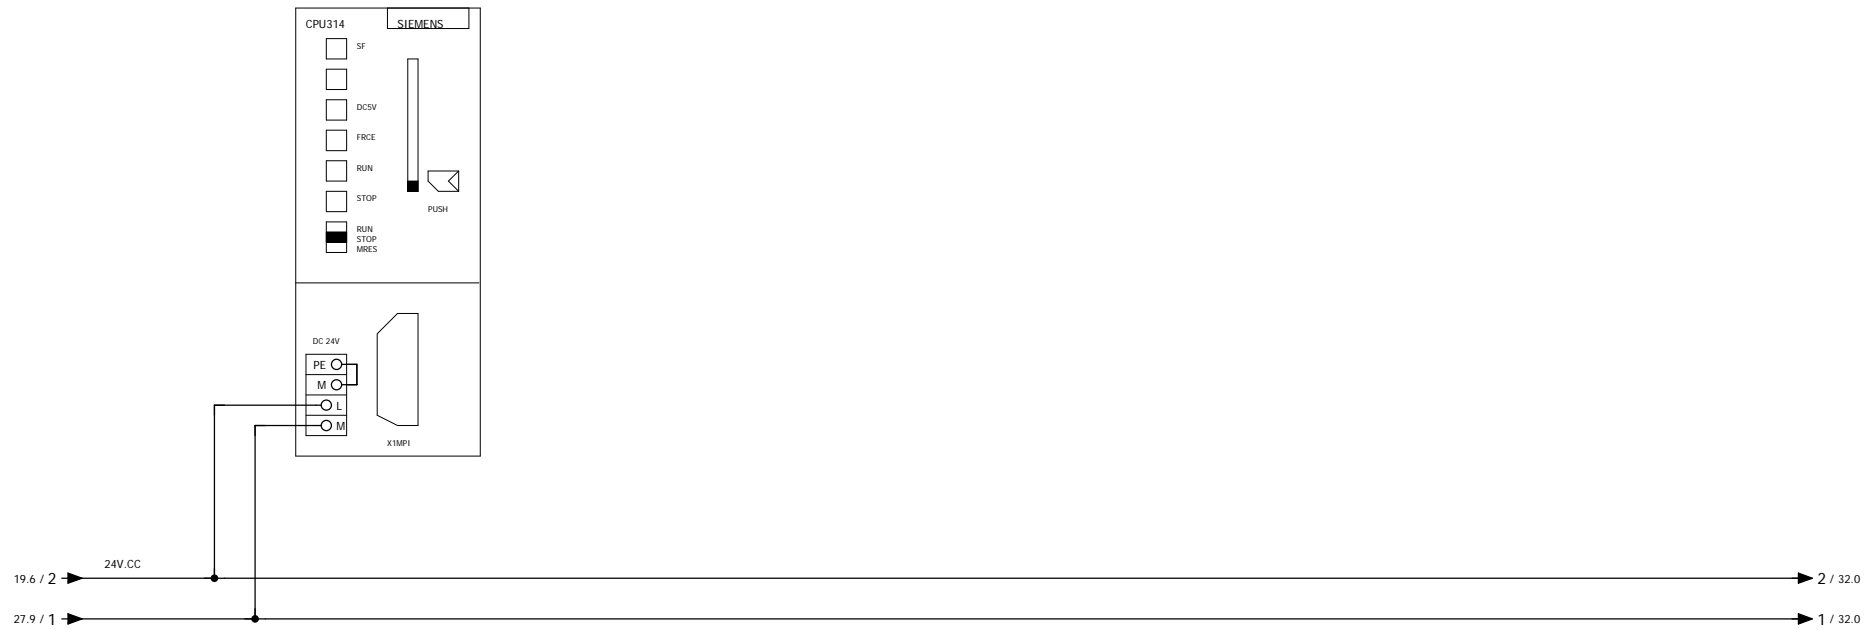 CPU314 SIEMENS
SF
DC5V
FRCE
RUN
STOP
PUSH
RUN
STOP
MRES
DC 24V
PE
M
L
M
X1MPI
24V.CC
19.6 / 2
2 / 32.0
27.9 / 1
1 / 32.0